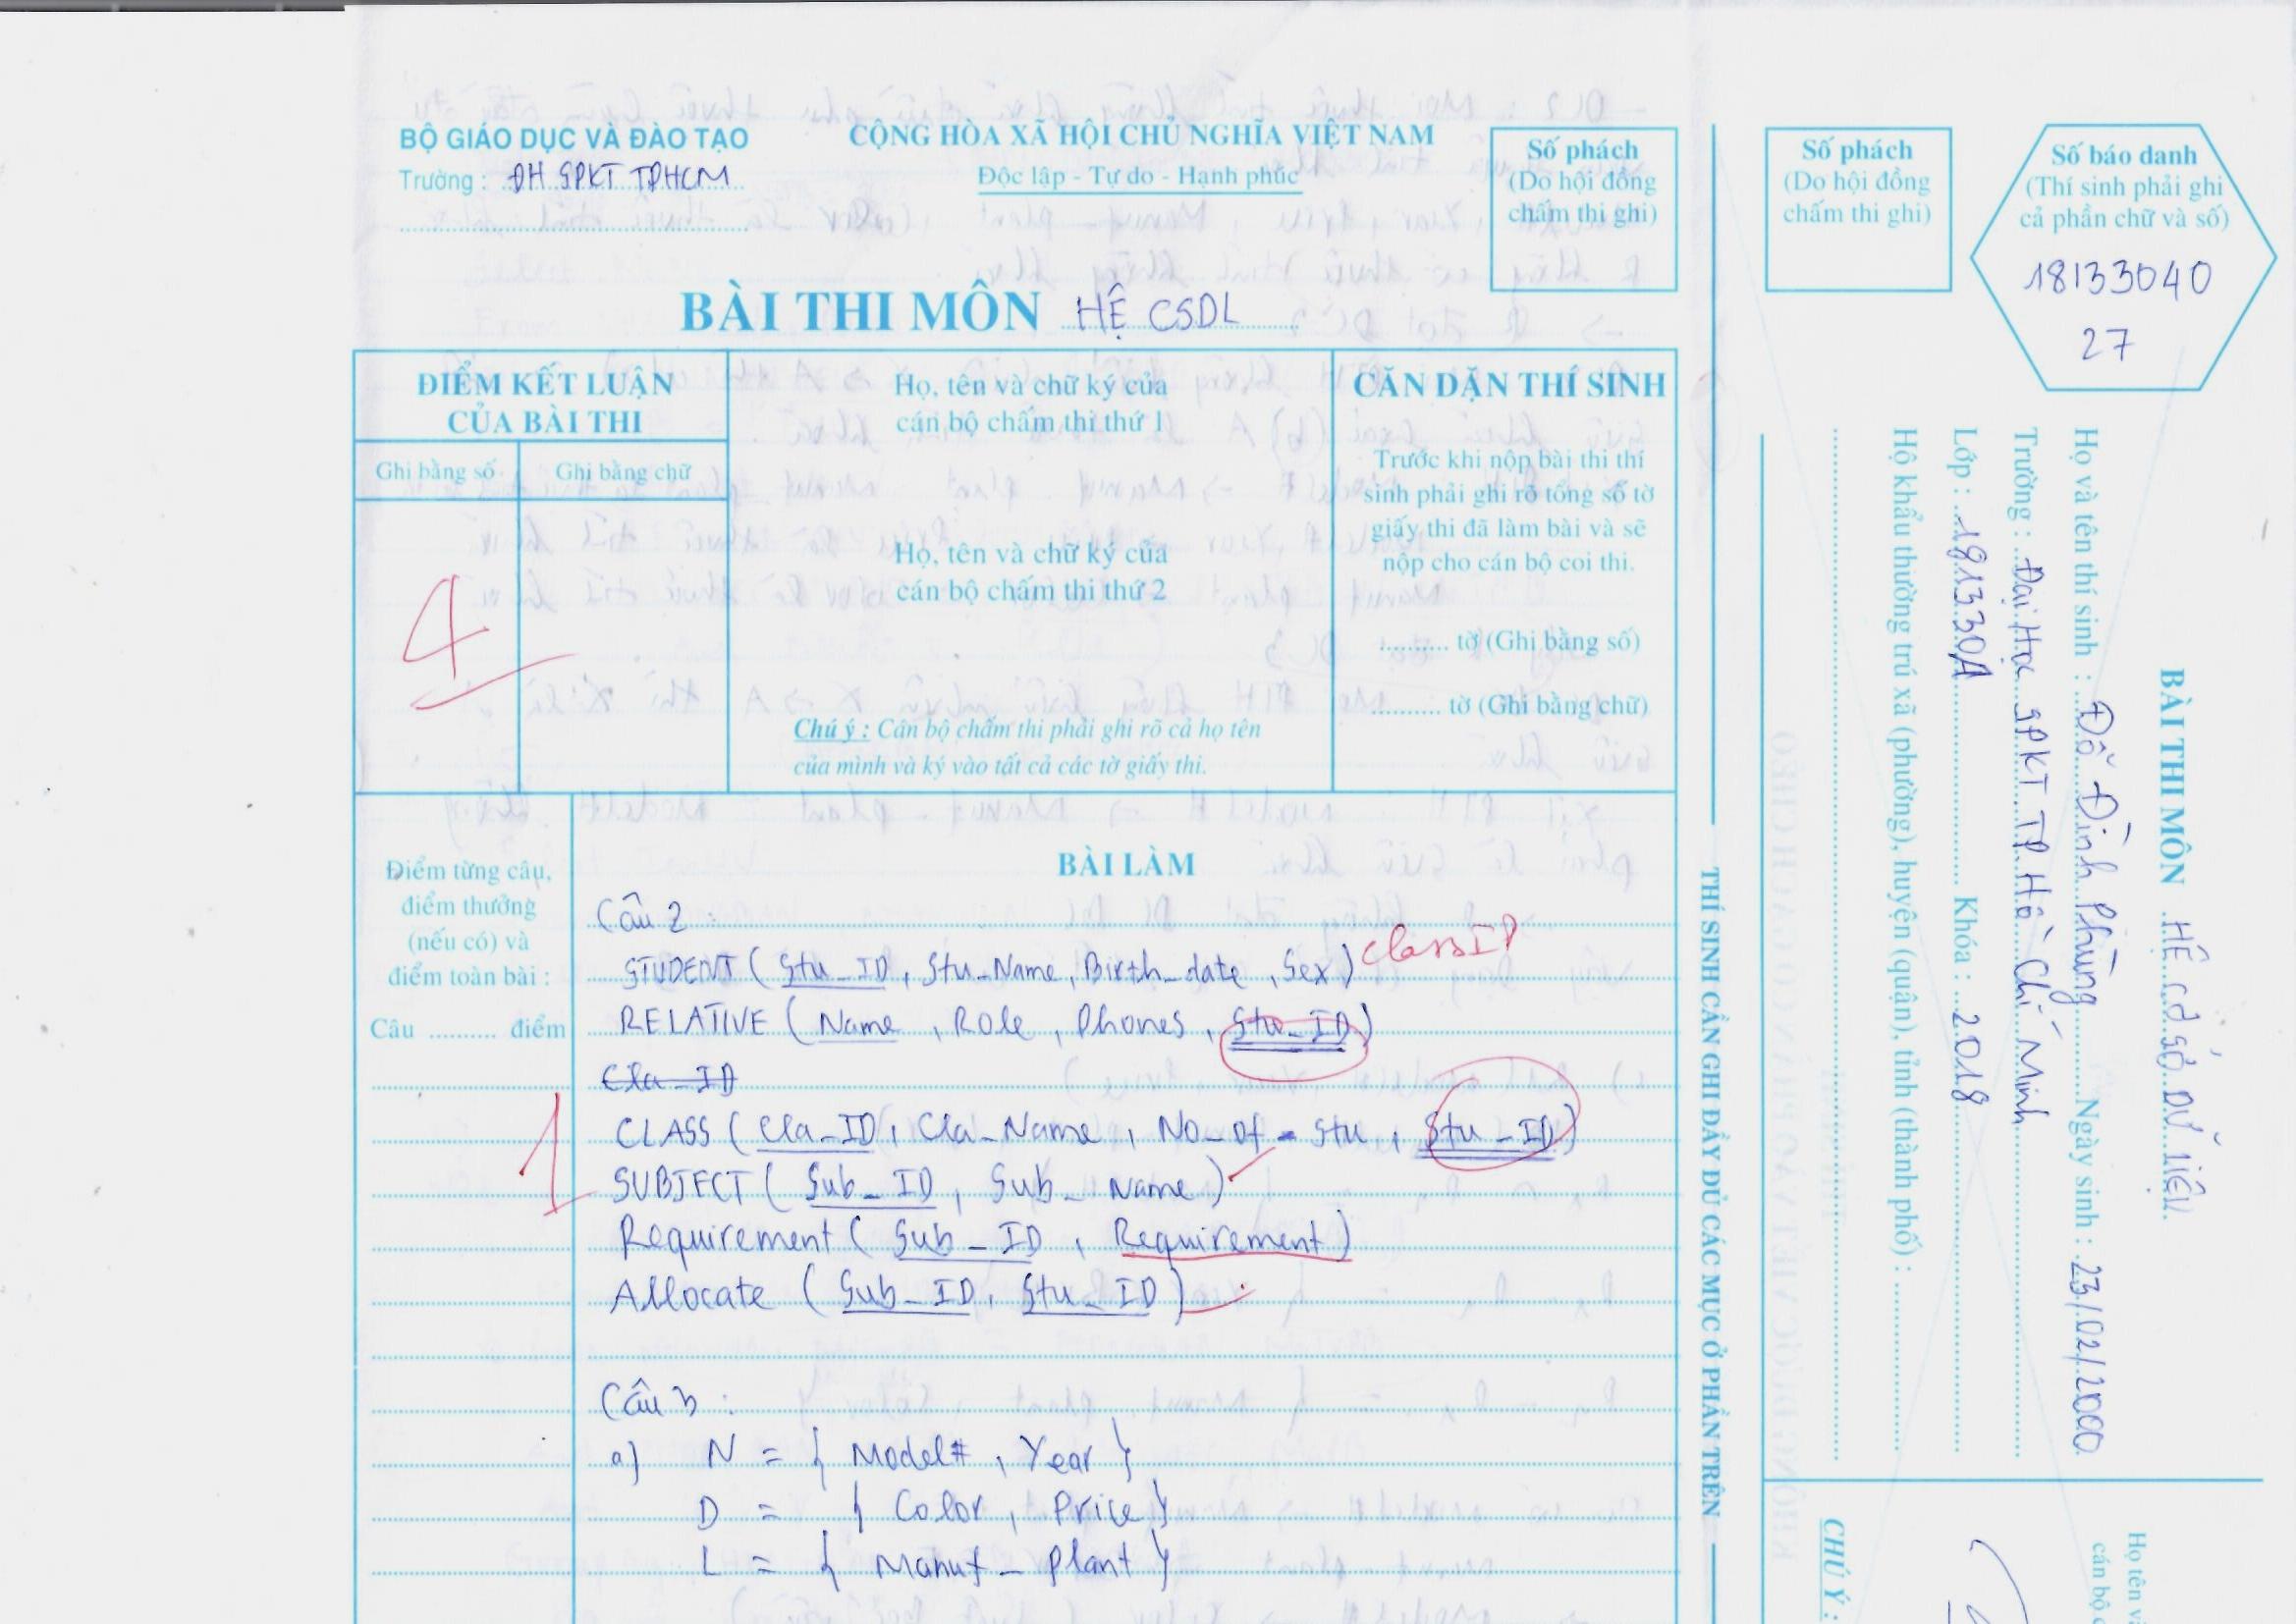 BỘ GIÁO DỤC VÀ ĐÀO TẠO
Trường : ĐH SPKT TPHCM
CỘNG HÒA XÃ HỘI CHỦ NGHĨA VIỆT NAM
Độc lập - Tự do - Hạnh phúc
Số phách
(Do hội đồng
chấm thi ghi)
BÀI THI MÔN HỆ CSDL
ĐIỂM KẾT LUẬN
CỦA BÀI THI
Ghi bằng số
Ghi bằng chữ
4
Họ, tên và chữ ký của
cán bộ chấm thi thứ 1
Họ, tên và chữ ký của
cán bộ chấm thi thứ 2
Chú ý : Cán bộ chấm thi phải ghi rõ cả họ tên
của mình và ký vào tất cả các tờ giấy thi.
CĂN DẶN THÍ SINH
Trước khi nộp bài thi thí
sinh phải ghi rõ tổng số tờ
giấy thi đã làm bài và sẽ
nộp cho cán bộ coi thi.
........... tờ (Ghi bằng số)
........... tờ (Ghi bằng chữ)
Điểm từng câu,
điểm thưởng
(nếu có) và
điểm toàn bài :
Câu .......... điểm
1
BÀI LÀM
Câu 2 :
STUDENT ( Stu_ID , Stu_Name , Birth_date , Sex ) classID
RELATIVE ( Name , Role , Phones , Stu_ID )
Cla_ID
CLASS ( Cla_ID , Cla_Name , No_of_Stu , Stu_ID )
SUBJECT ( Sub_ID , Sub_Name )
Requirement ( Sub_ID , Requirement )
Allocate ( Sub_ID , Stu_ID )
Câu 3 :
a) N = { Model# , Year }
D = { Color , Price }
L = { Manuf_plant }
THÍ SINH CẦN GHI ĐẦY ĐỦ CÁC MỤC Ở PHẦN TRÊN
Số phách
(Do hội đồng
chấm thi ghi)
Số báo danh
(Thí sinh phải ghi
cả phần chữ và số)
18133040
27
BÀI THI MÔN HỆ CƠ SỞ DỮ LIỆU
Họ và tên thí sinh : Đỗ Đình Phùng Ngày sinh : 23/02/2000
Trường : Đại Học SPKT TP Hồ Chí Minh
Lớp : 181330A Khóa : 2018
Hộ khẩu thường trú xã (phường), huyện (quận), tỉnh (thành phố) :
CHÚ Ý :
Họ tên và
cán bộ